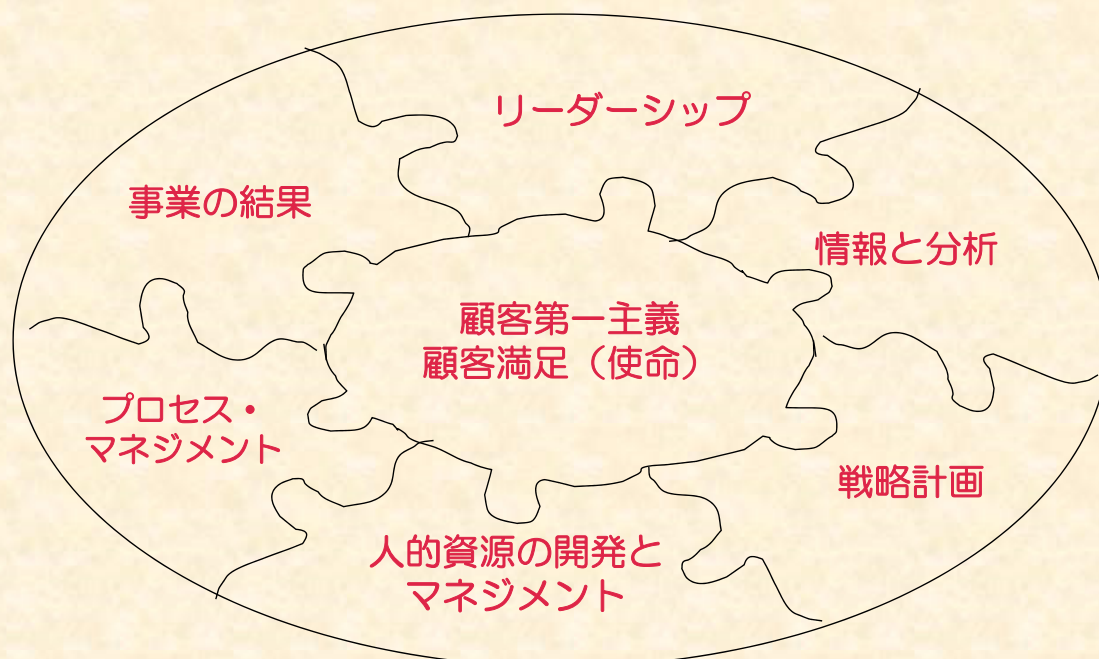 リーダーシップ
事業の結果
情報と分析
顧客第一主義
顧客満足（使命）
プロセス・
マネジメント
戦略計画
人的資源の開発と
マネジメント